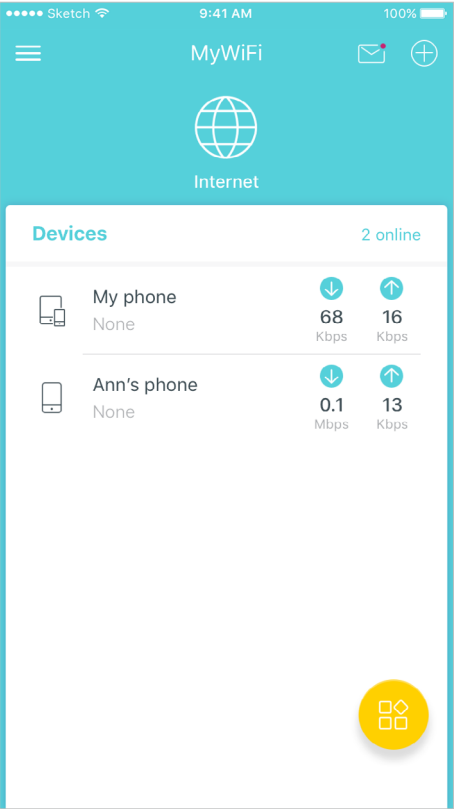 Sketch 9:41 AM 100%
MyWiFi
Internet
Devices 2 online
My phone
None
68 16
Kbps Kbps
Ann's phone
None
0.1 13
Mbps Kbps